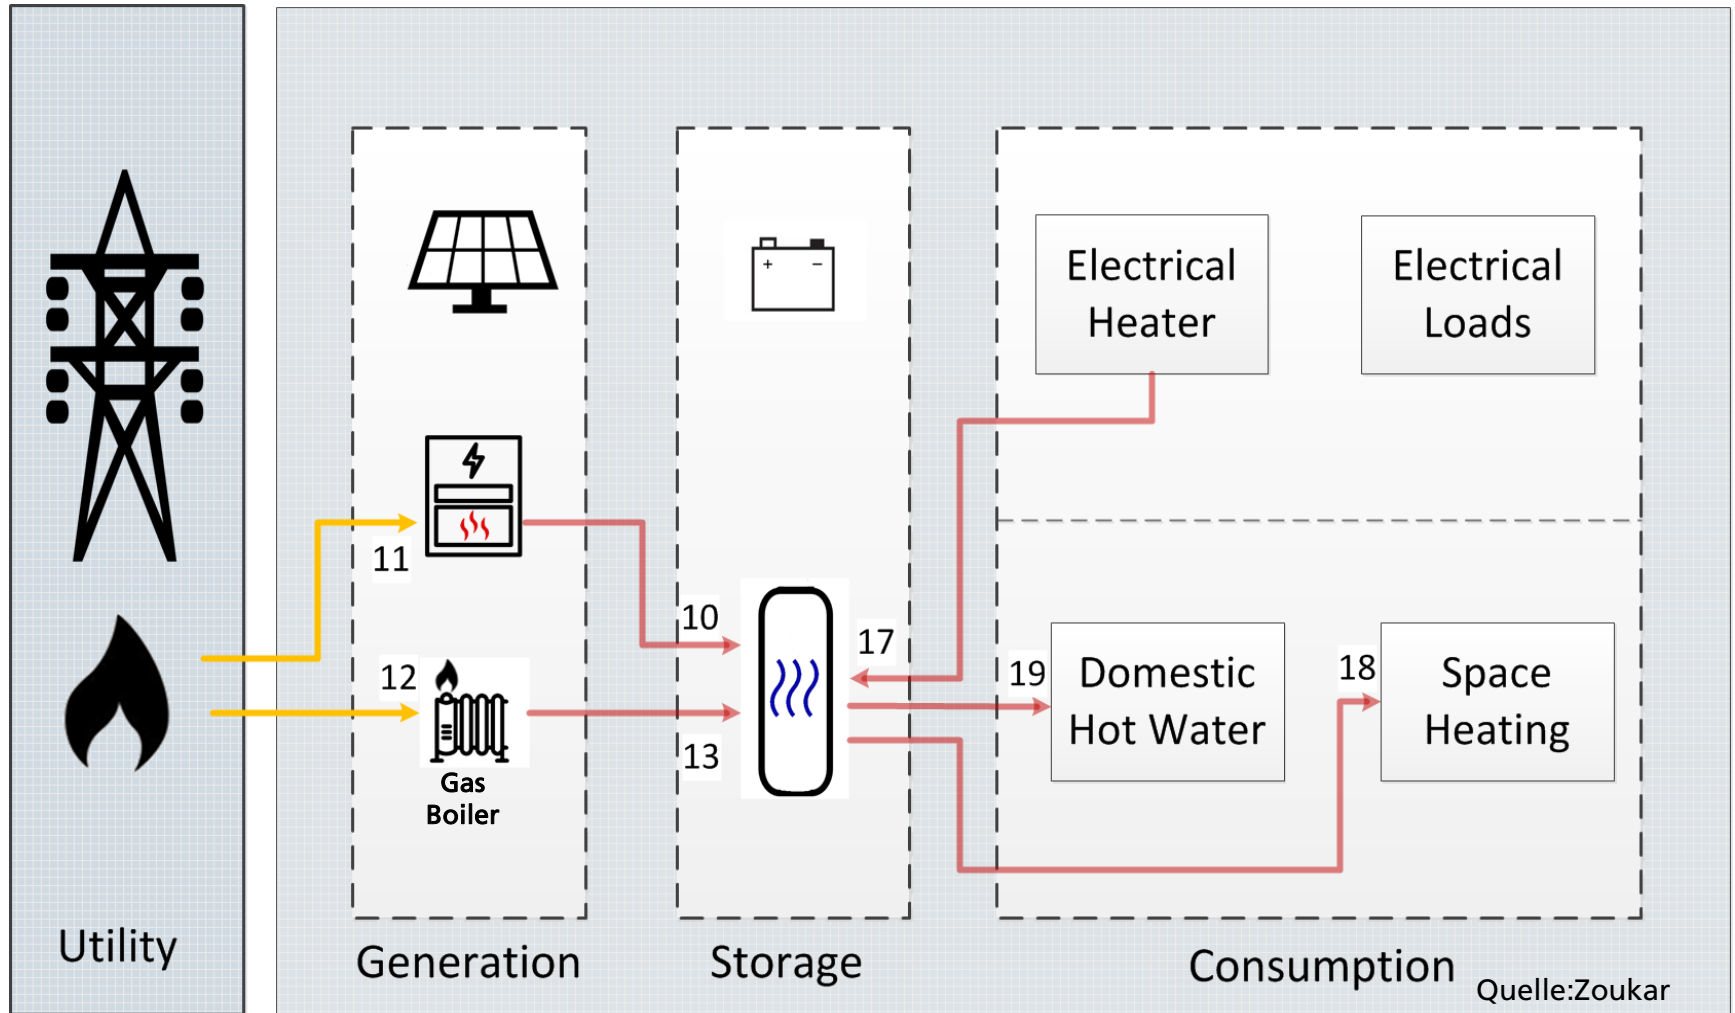 + −
Electrical
Heater
Electrical
Loads
11
10
17
12
19
18
Domestic
Hot Water
Space
Heating
13
Gas
Boiler
Utility
Generation
Storage
Consumption
Quelle:Zoukar